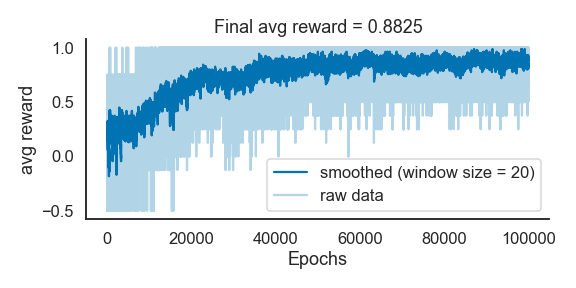 Final avg reward = 0.8825
avg reward
1.0
0.5
0.0
−0.5
smoothed (window size = 20)
raw data
0 20000 40000 60000 80000 100000
Epochs